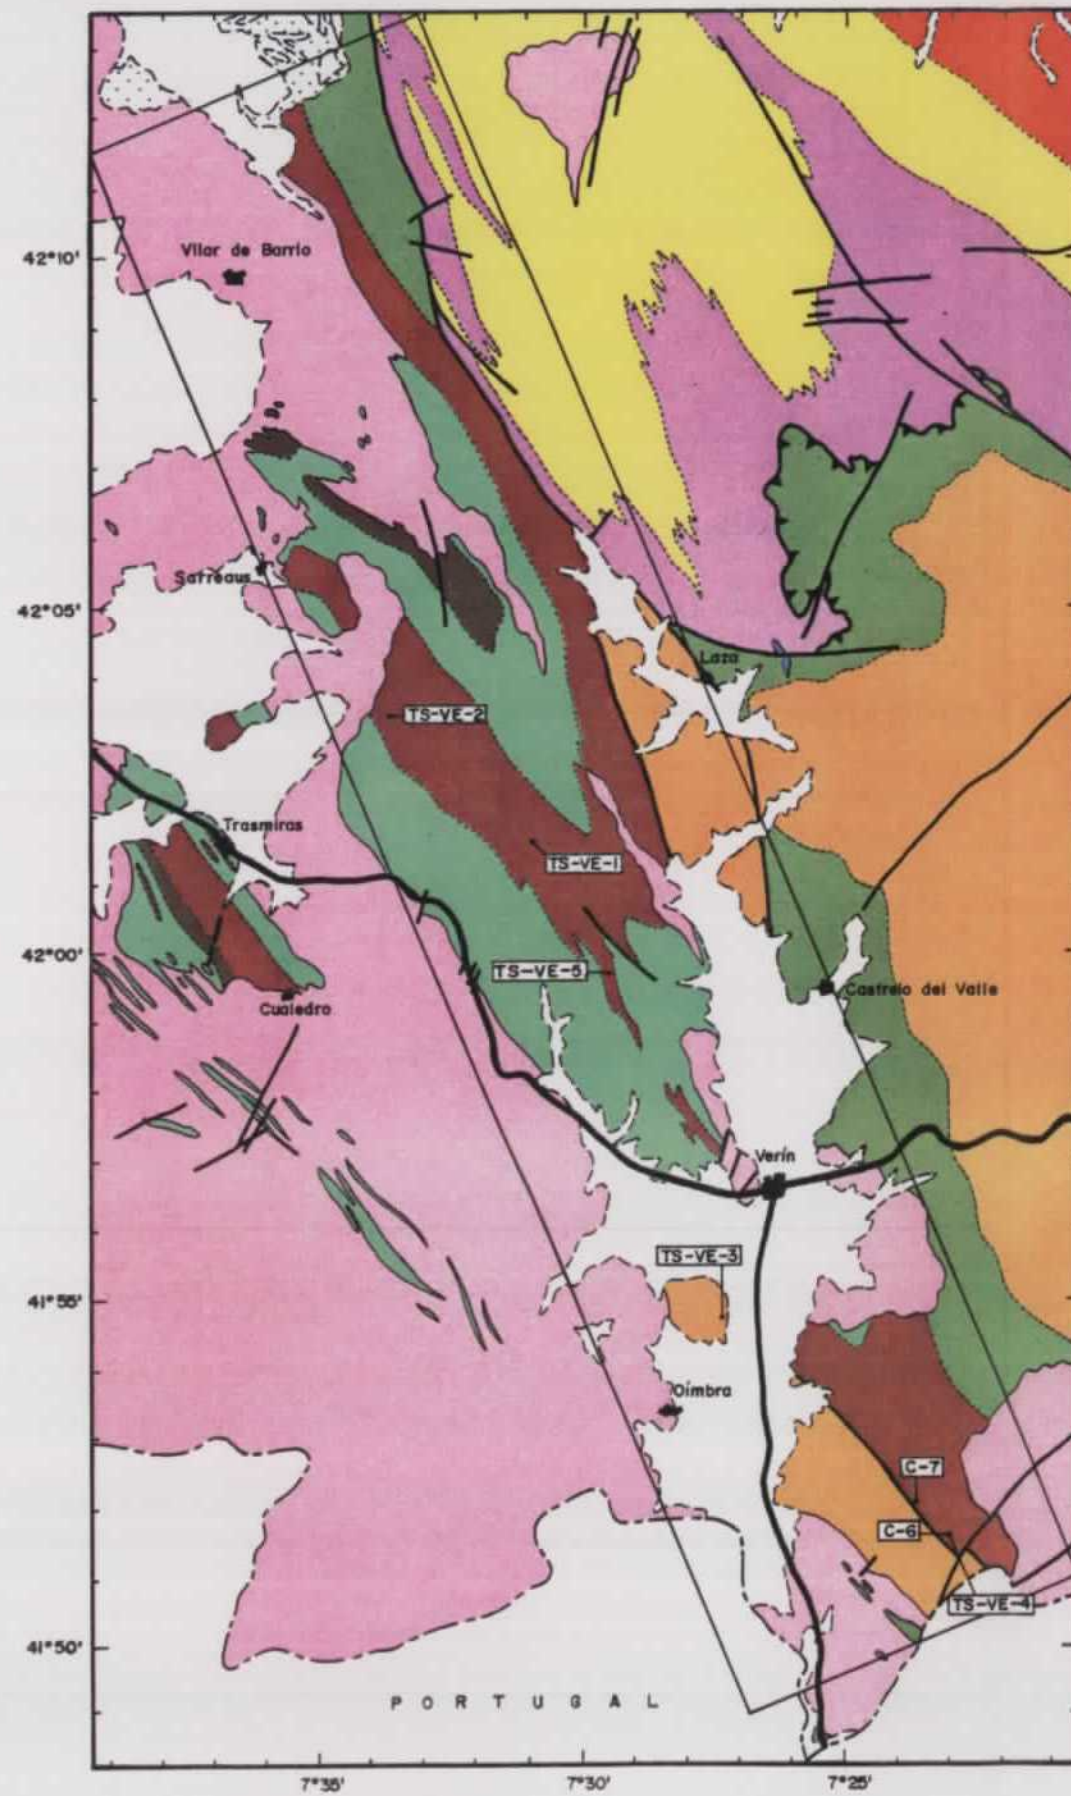 42°10'
Vilar de Barrio
Sarreaus
42°05'
Laza
TS-VE-2
Trasmiras
TS-VE-1
42°00'
TS-VE-5
Castrelo del Valle
Cualedro
Verín
TS-VE-3
41°55'
Oímbra
C-7
C-6
TS-VE-4
41°50'
PORTUGAL
7°35' 7°30' 7°25'